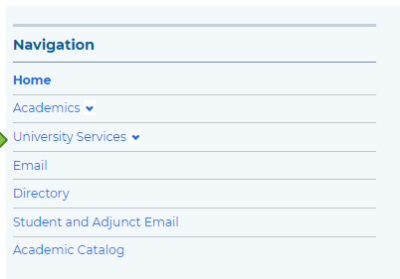 Navigation
Home
Academics
University Services
Email
Directory
Student and Adjunct Email
Academic Catalog